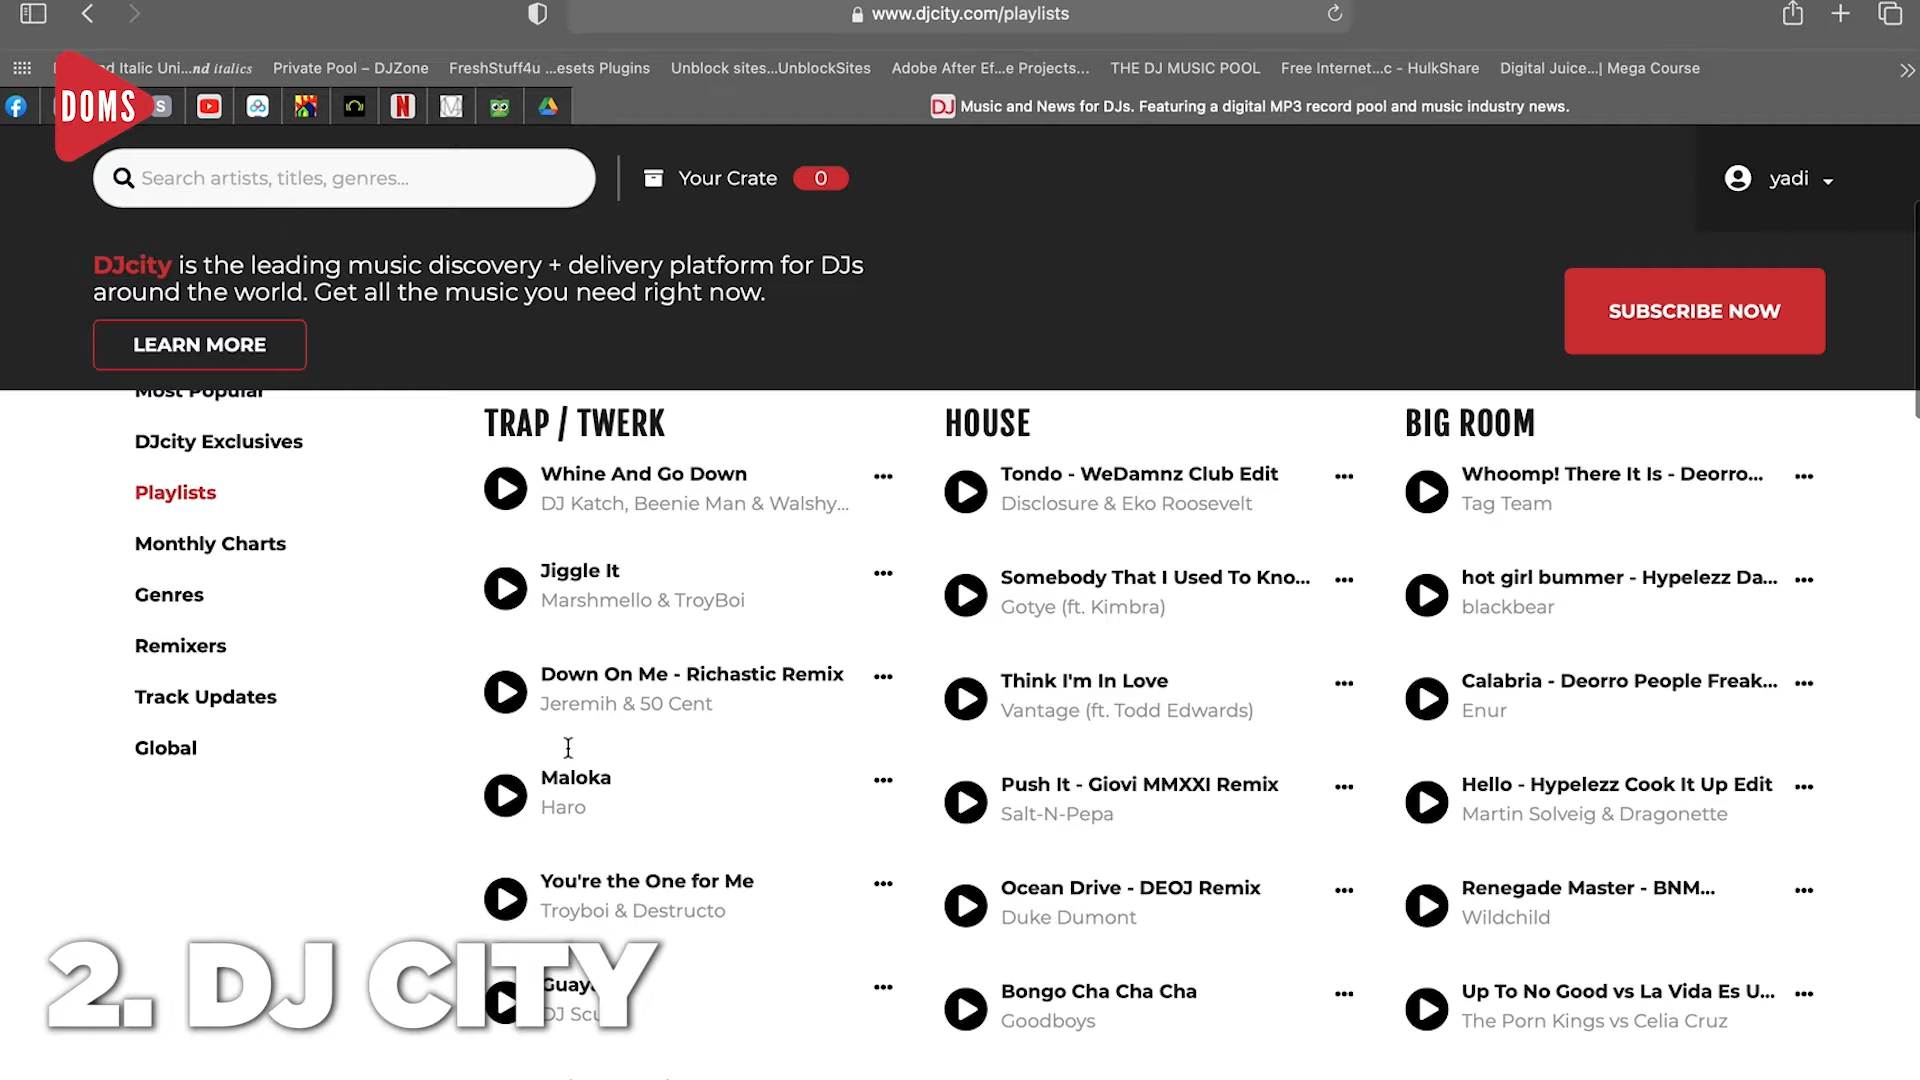 www.djcity.com/playlists
nd Italic Uni...nd italics
Private Pool – DJZone
FreshStuff4u ...esets Plugins
Unblock sites...UnblockSites
Adobe After Ef...e Projects...
THE DJ MUSIC POOL
Free Internet...c - HulkShare
Digital Juice...| Mega Course
DOMS
S
N
DJ Music and News for DJs. Featuring a digital MP3 record pool and music industry news.
Search artists, titles, genres...
Your Crate 0
yadi
DJcity is the leading music discovery + delivery platform for DJs
around the world. Get all the music you need right now.
LEARN MORE
SUBSCRIBE NOW
Most Popular
DJcity Exclusives
Playlists
Monthly Charts
Genres
Remixers
Track Updates
Global
TRAP / TWERK
Whine And Go Down
DJ Katch, Beenie Man & Walshy...
Jiggle It
Marshmello & TroyBoi
Down On Me - Richastic Remix
Jeremih & 50 Cent
Maloka
Haro
You're the One for Me
Troyboi & Destructo
HOUSE
Tondo - WeDamnz Club Edit
Disclosure & Eko Roosevelt
Somebody That I Used To Kno...
Gotye (ft. Kimbra)
Think I'm In Love
Vantage (ft. Todd Edwards)
Push It - Giovi MMXXI Remix
Salt-N-Pepa
Ocean Drive - DEOJ Remix
Duke Dumont
Bongo Cha Cha Cha
Goodboys
BIG ROOM
Whoomp! There It Is - Deorro...
Tag Team
hot girl bummer - Hypelezz Da...
blackbear
Calabria - Deorro People Freak...
Enur
Hello - Hypelezz Cook It Up Edit
Martin Solveig & Dragonette
Renegade Master - BNM...
Wildchild
Up To No Good vs La Vida Es U...
The Porn Kings vs Celia Cruz
2. DJ CITY